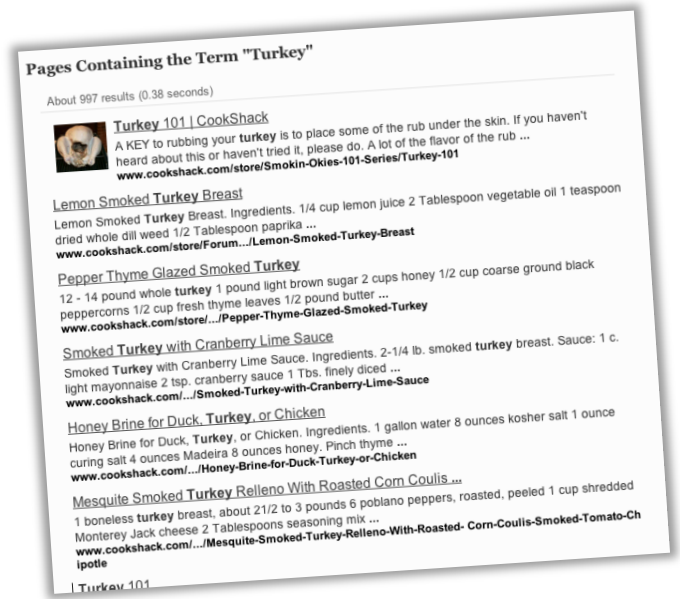 Pages Containing the Term "Turkey"
About 997 results (0.38 seconds)
Turkey 101 | CookShack
A KEY to rubbing your turkey is to place some of the rub under the skin. If you haven't
heard about this or haven't tried it, please do. A lot of the flavor of the rub ...
www.cookshack.com/store/Smokin-Okies-101-Series/Turkey-101
Lemon Smoked Turkey Breast
Lemon Smoked Turkey Breast. Ingredients. 1/4 cup lemon juice 2 Tablespoon vegetable oil 1 teaspoon
dried whole dill weed 1/2 Tablespoon paprika ...
www.cookshack.com/store/Forum.../Lemon-Smoked-Turkey-Breast
Pepper Thyme Glazed Smoked Turkey
12 - 14 pound whole turkey 1 pound light brown sugar 2 cups honey 1/2 cup coarse ground black
peppercorns 1/2 cup fresh thyme leaves 1/2 pound butter ...
www.cookshack.com/store/.../Pepper-Thyme-Glazed-Smoked-Turkey
Smoked Turkey with Cranberry Lime Sauce
Smoked Turkey with Cranberry Lime Sauce. Ingredients. 2-1/4 lb. smoked turkey breast. Sauce: 1 c.
light mayonnaise 2 tsp. cranberry sauce 1 Tbs. finely diced ...
www.cookshack.com/.../Smoked-Turkey-with-Cranberry-Lime-Sauce
Honey Brine for Duck, Turkey, or Chicken
Honey Brine for Duck, Turkey, or Chicken. Ingredients. 1 gallon water 8 ounces kosher salt 1 ounce
curing salt 4 ounces Madeira 8 ounces honey. Pinch thyme ...
www.cookshack.com/.../Honey-Brine-for-Duck-Turkey-or-Chicken
Mesquite Smoked Turkey Relleno With Roasted Corn Coulis ...
1 boneless turkey breast, about 21/2 to 3 pounds 6 poblano peppers, roasted, peeled 1 cup shredded
Monterey Jack cheese 2 Tablespoons seasoning mix ...
www.cookshack.com/.../Mesquite-Smoked-Turkey-Relleno-With-Roasted- Corn-Coulis-Smoked-Tomato-Ch
ipotle
Turkey 101